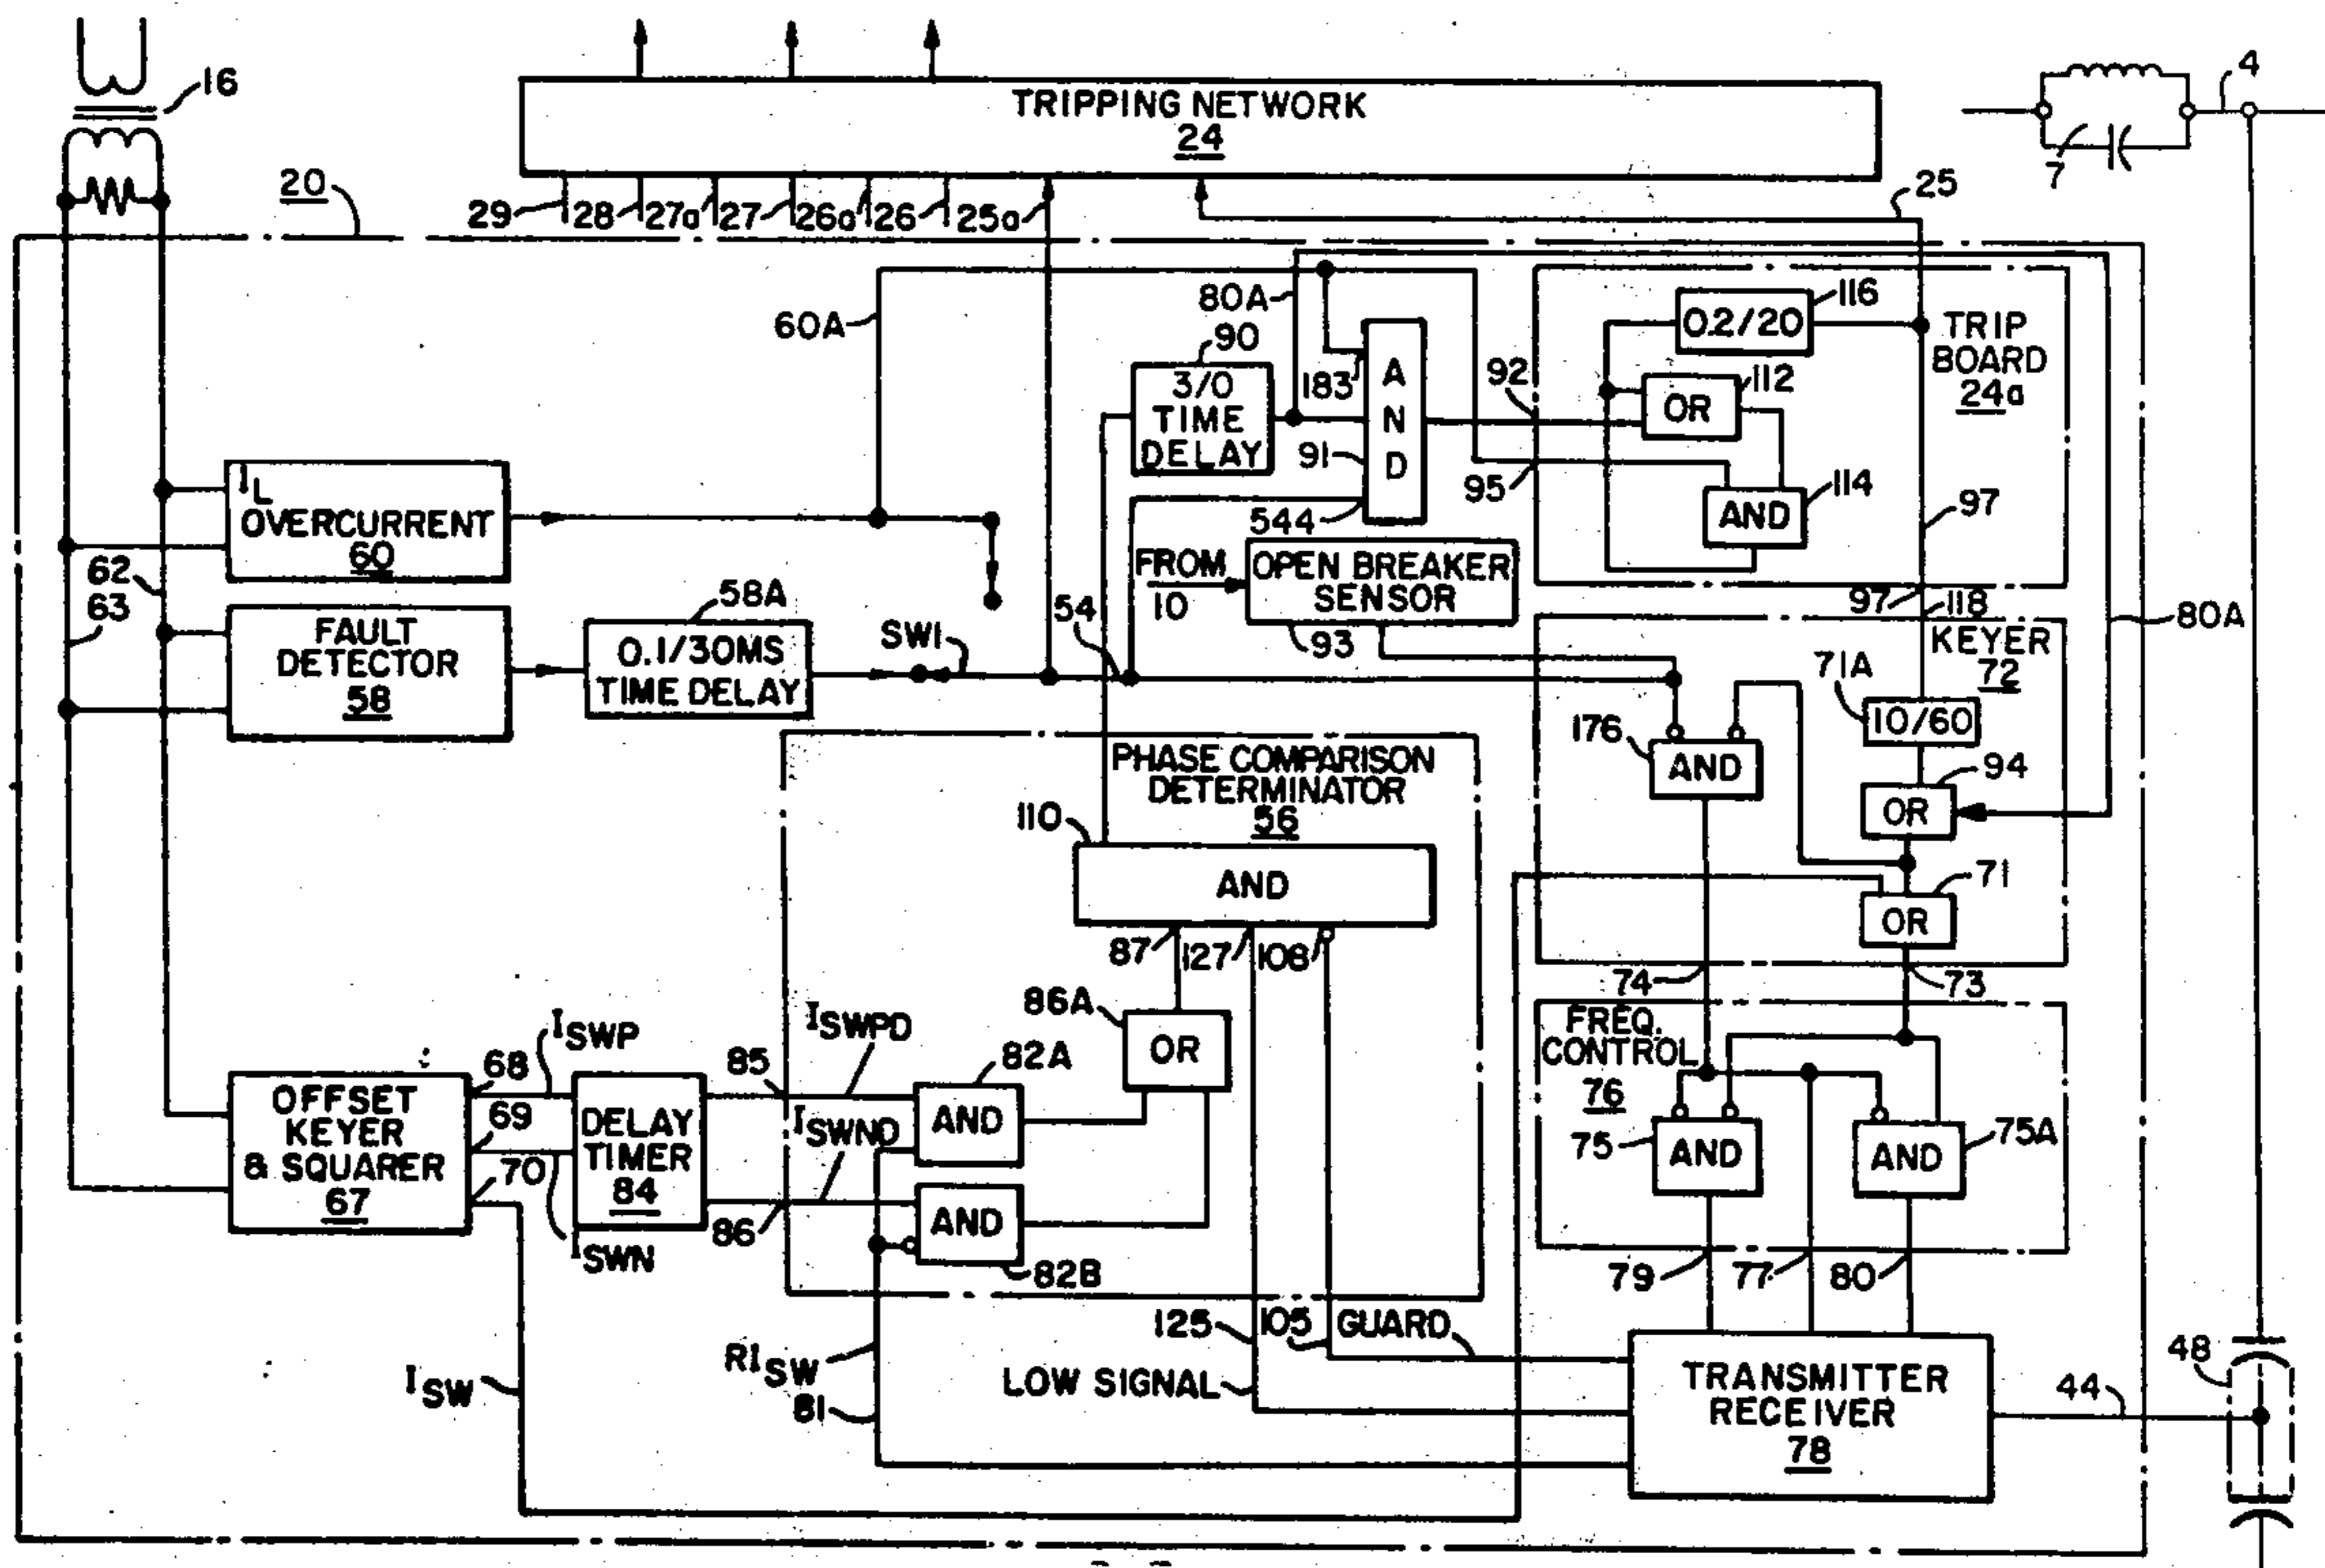 16
TRIPPING NETWORK
24
4
7
20
29
28
27a
27
26a
26
25a
25
60A
80A
90
3/0
TIME
DELAY
183
A
N
D
91
544
92
95
116
0.2/20
112
OR
114
AND
TRIP
BOARD
24a
97
IL
OVERCURRENT
60
62
63
FAULT
DETECTOR
58
58A
0.1/30MS
TIME DELAY
SW1
54
FROM
10
OPEN BREAKER
SENSOR
93
97
118
KEYER
72
80A
71A
10/60
176
AND
94
OR
71
OR
PHASE COMPARISON
DETERMINATOR
56
110
AND
87
127
108
74
73
86A
OR
FREQ.
CONTROL
76
75
AND
75A
AND
OFFSET
KEYER
& SQUARER
67
68
ISWP
69
70
ISWN
DELAY
TIMER
84
85
ISWPD
ISWND
86
82A
AND
AND
82B
79
77
80
ISW
RISW
81
125
105
GUARD
LOW SIGNAL
TRANSMITTER
RECEIVER
78
44
48